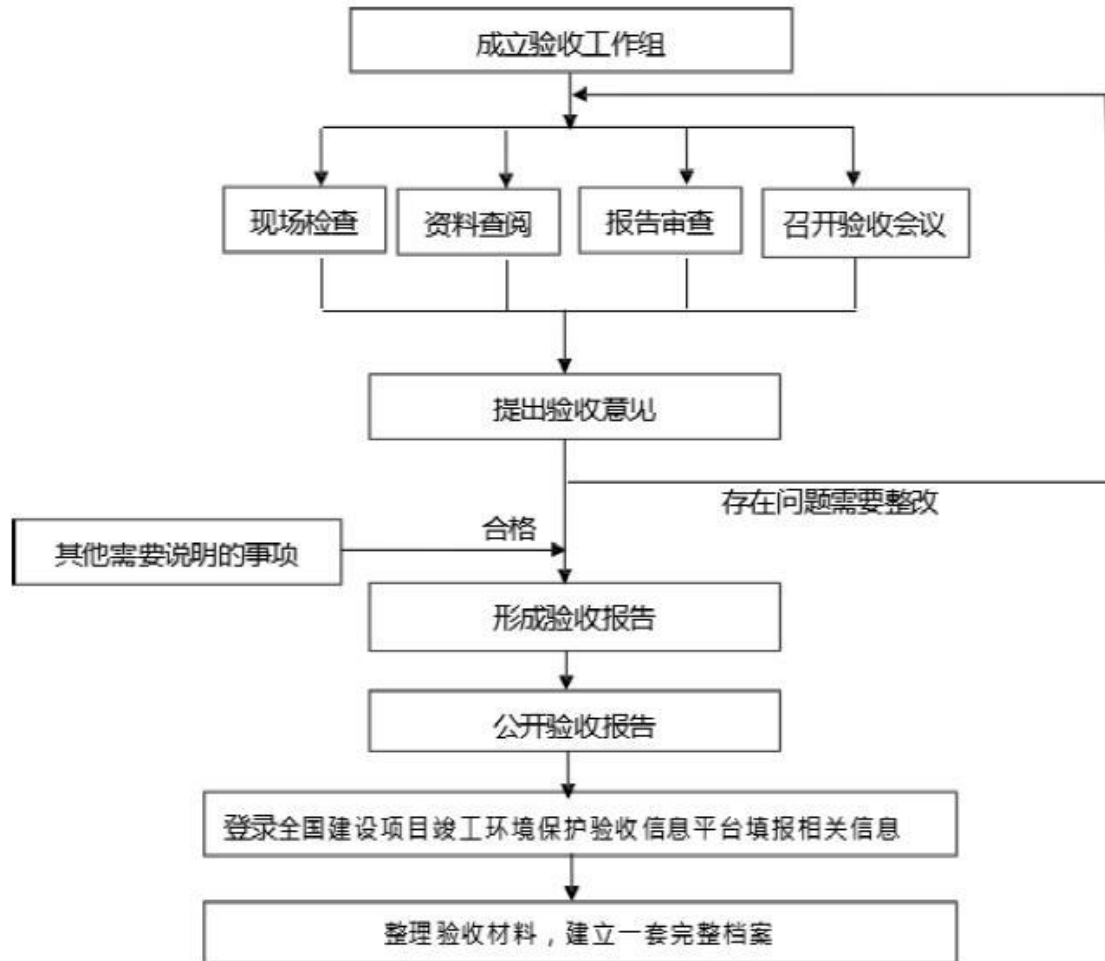 成立验收工作组
现场检查
资料查阅
报告审查
召开验收会议
提出验收意见
存在问题需要整改
合格
其他需要说明的事项
形成验收报告
公开验收报告
登录全国建设项目竣工环境保护验收信息平台填报相关信息
整理验收材料，建立一套完整档案